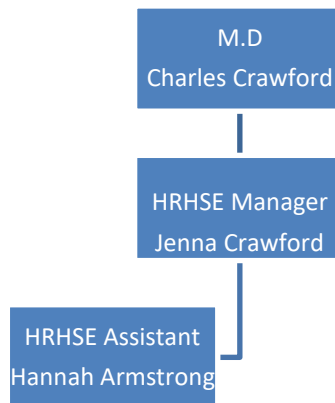 M.D
Charles Crawford
HRHSE Manager
Jenna Crawford
HRHSE Assistant
Hannah Armstrong